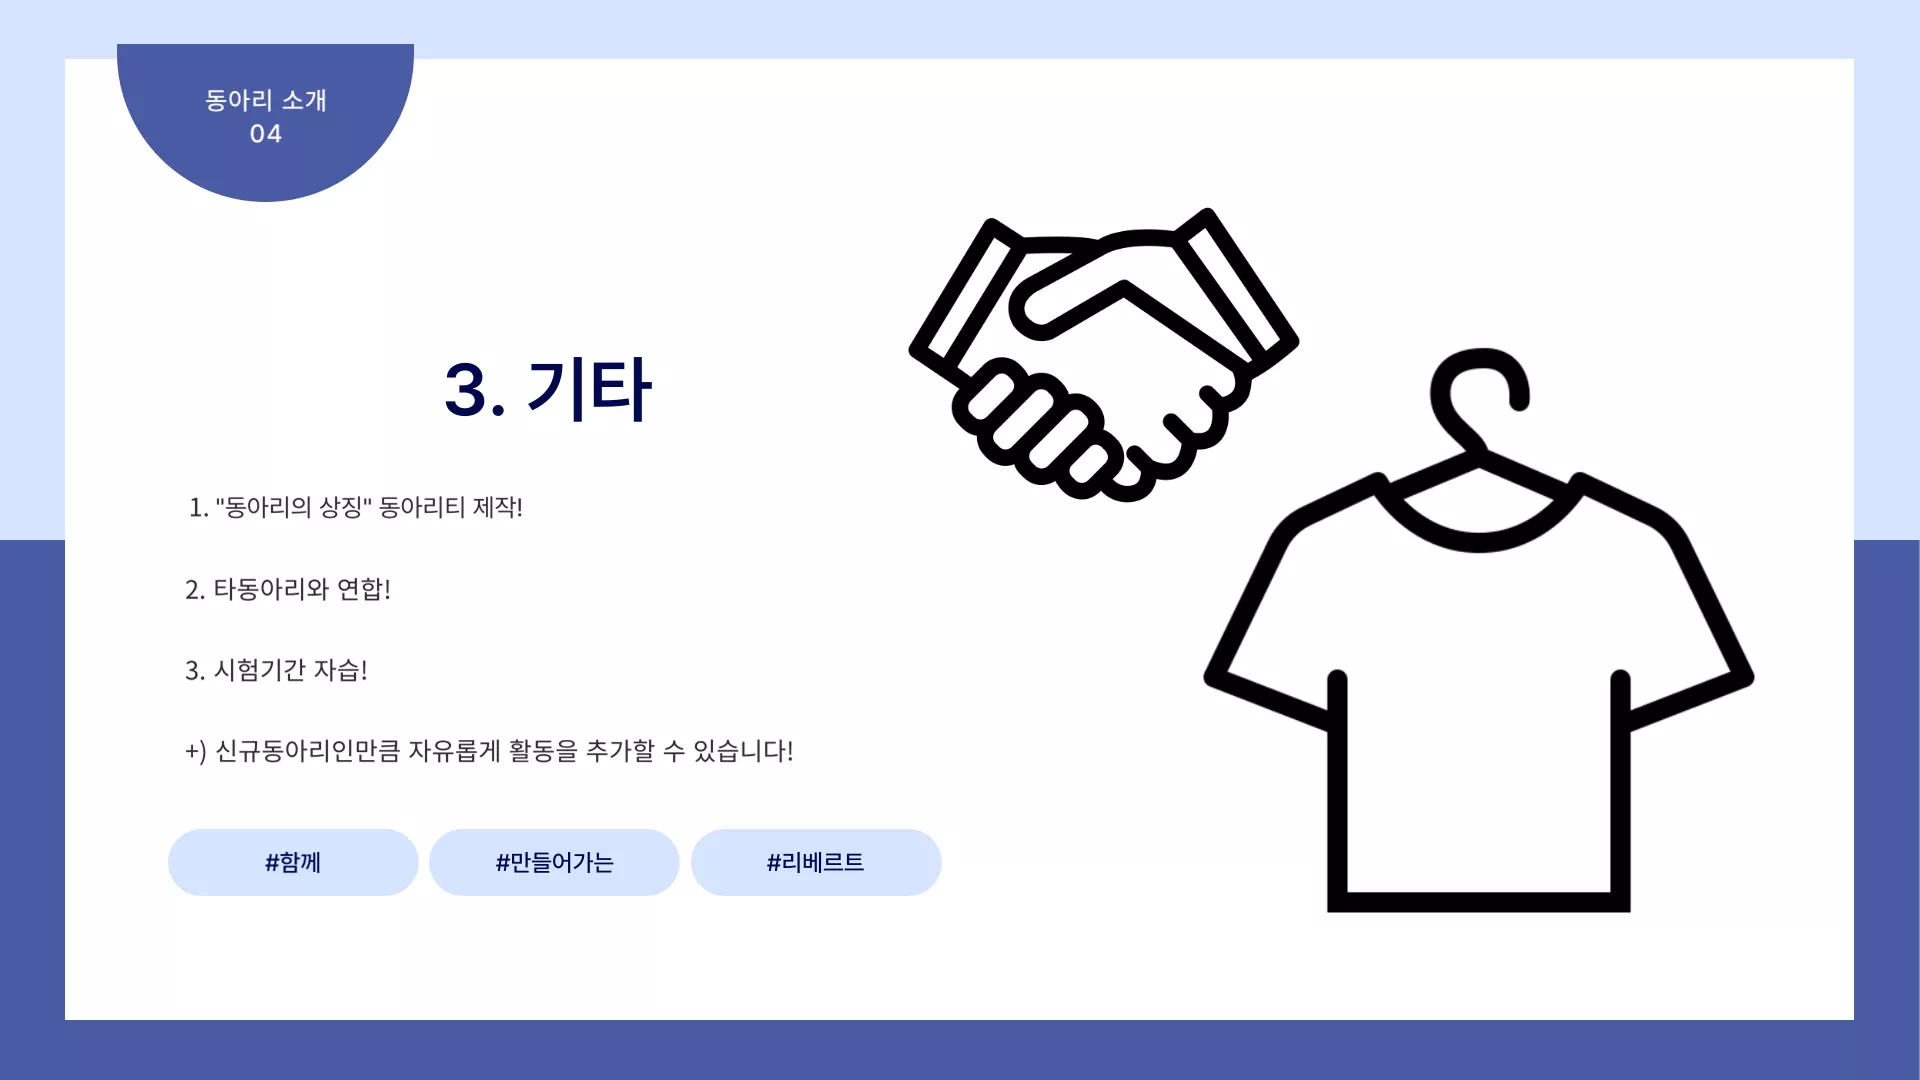 동아리 소개
04
3. 기타
1. "동아리의 상징" 동아리티 제작!
2. 타동아리와 연합!
3. 시험기간 자습!
+) 신규동아리인만큼 자유롭게 활동을 추가할 수 있습니다!
#함께
#만들어가는
#리베르트